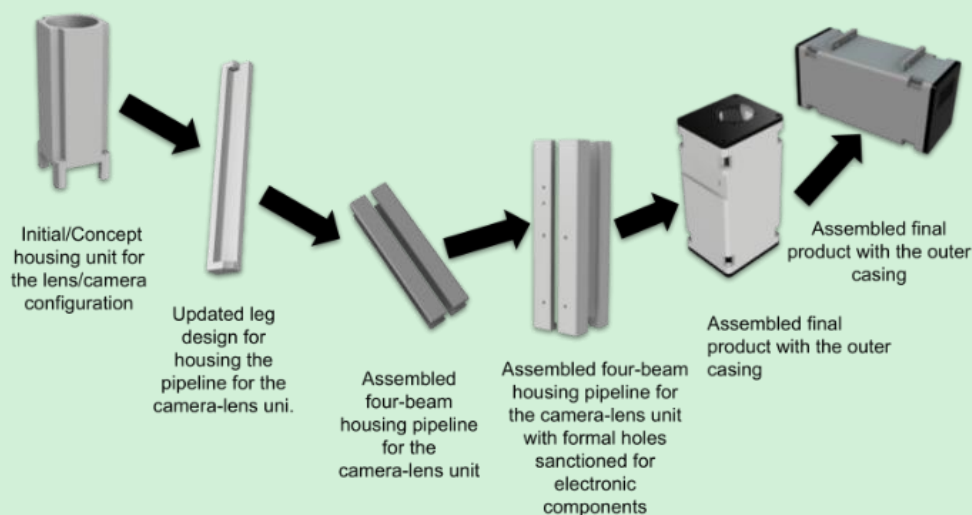 Initial/Concept
housing unit for
the lens/camera
configuration
Updated leg
design for
housing the
pipeline for the
camera-lens uni.
Assembled
four-beam
housing pipeline
for the
camera-lens unit
Assembled four-beam
housing pipeline for
the camera-lens unit
with formal holes
sanctioned for
electronic
components
Assembled final
product with the outer
casing
Assembled final
product with the outer
casing